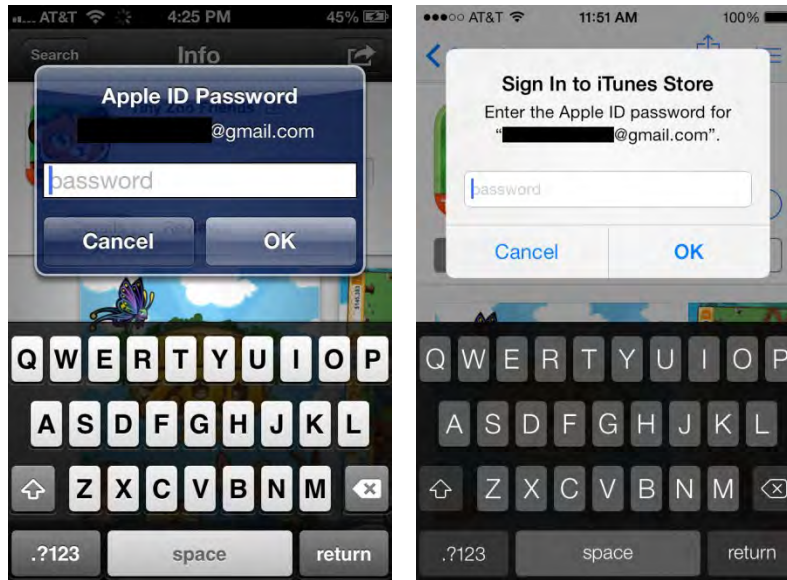 AT&T 4:25 PM 45%
Search Info
Apple ID Password
@gmail.com
password
Cancel OK
Q W E R T Y U I O P
A S D F G H J K L
Z X C V B N M
.?123 space return
AT&T 11:51 AM 100%
Sign In to iTunes Store
Enter the Apple ID password for
“ @gmail.com”.
password
Cancel OK
Q W E R T Y U I O P
A S D F G H J K L
Z X C V B N M
.?123 space return